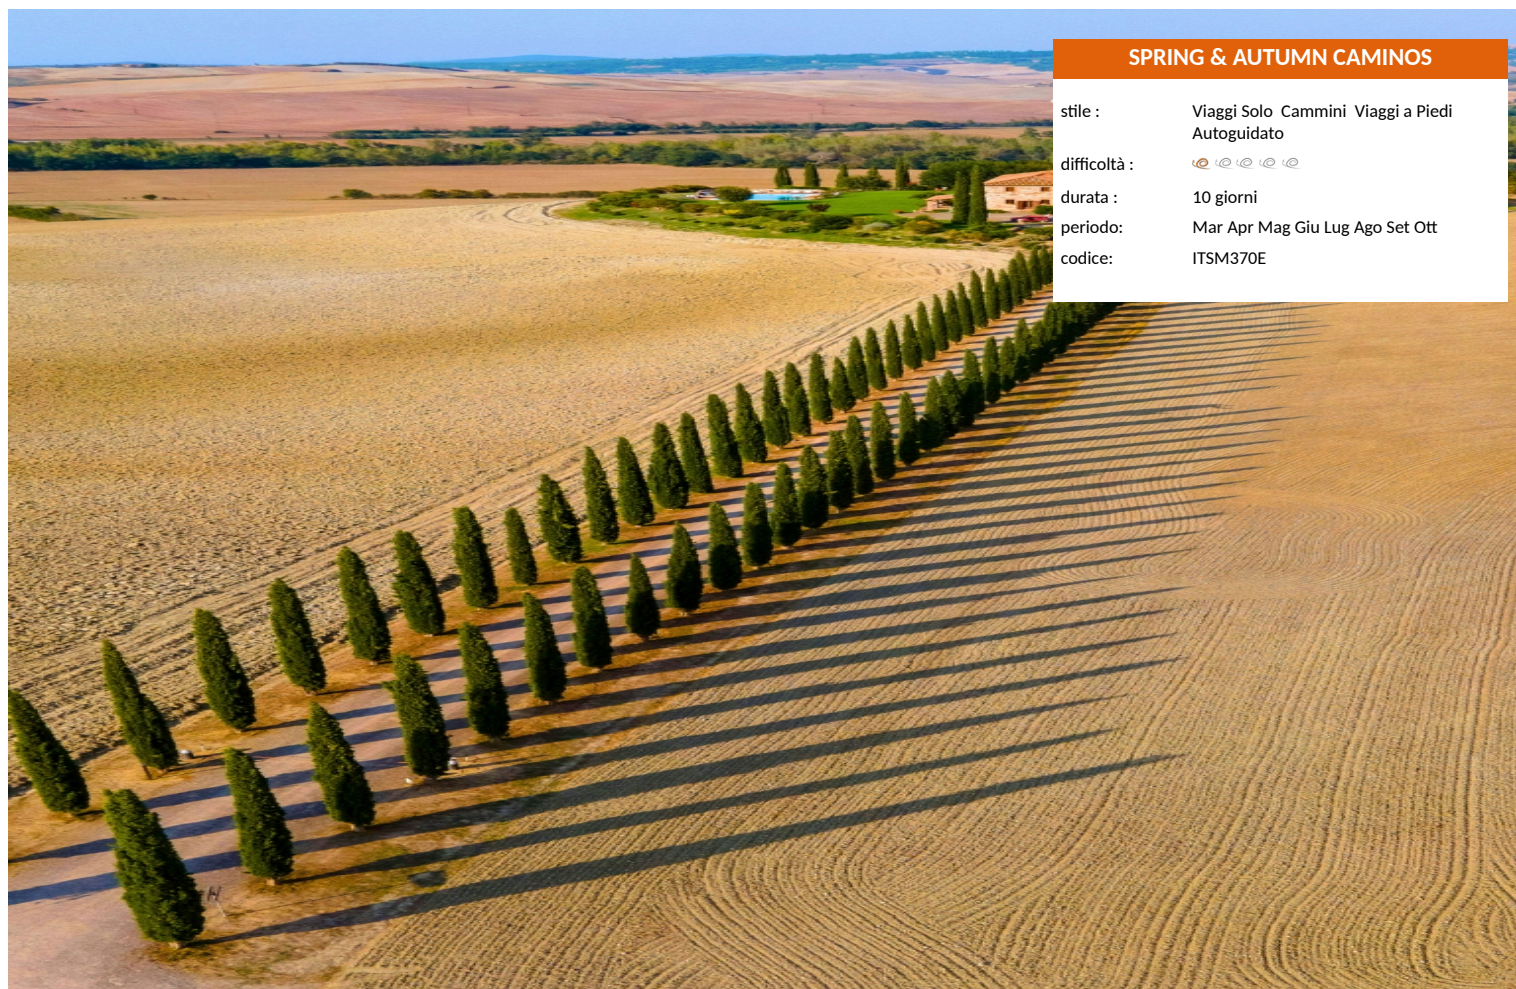 SPRING & AUTUMN CAMINOS
stile : Viaggi Solo Cammini Viaggi a Piedi
Autoguidato
difficoltà :
durata : 10 giorni
periodo: Mar Apr Mag Giu Lug Ago Set Ott
codice: ITSM370E